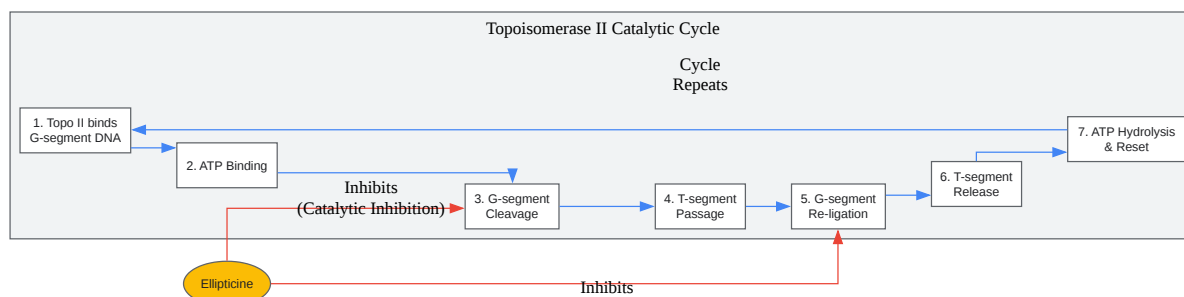 Topoisomerase II Catalytic Cycle
Cycle
Repeats
1. Topo II binds
G-segment DNA
2. ATP Binding
Inhibits
(Catalytic Inhibition)
3. G-segment
Cleavage
4. T-segment
Passage
5. G-segment
Re-ligation
6. T-segment
Release
7. ATP Hydrolysis
& Reset
Ellipticine
Inhibits